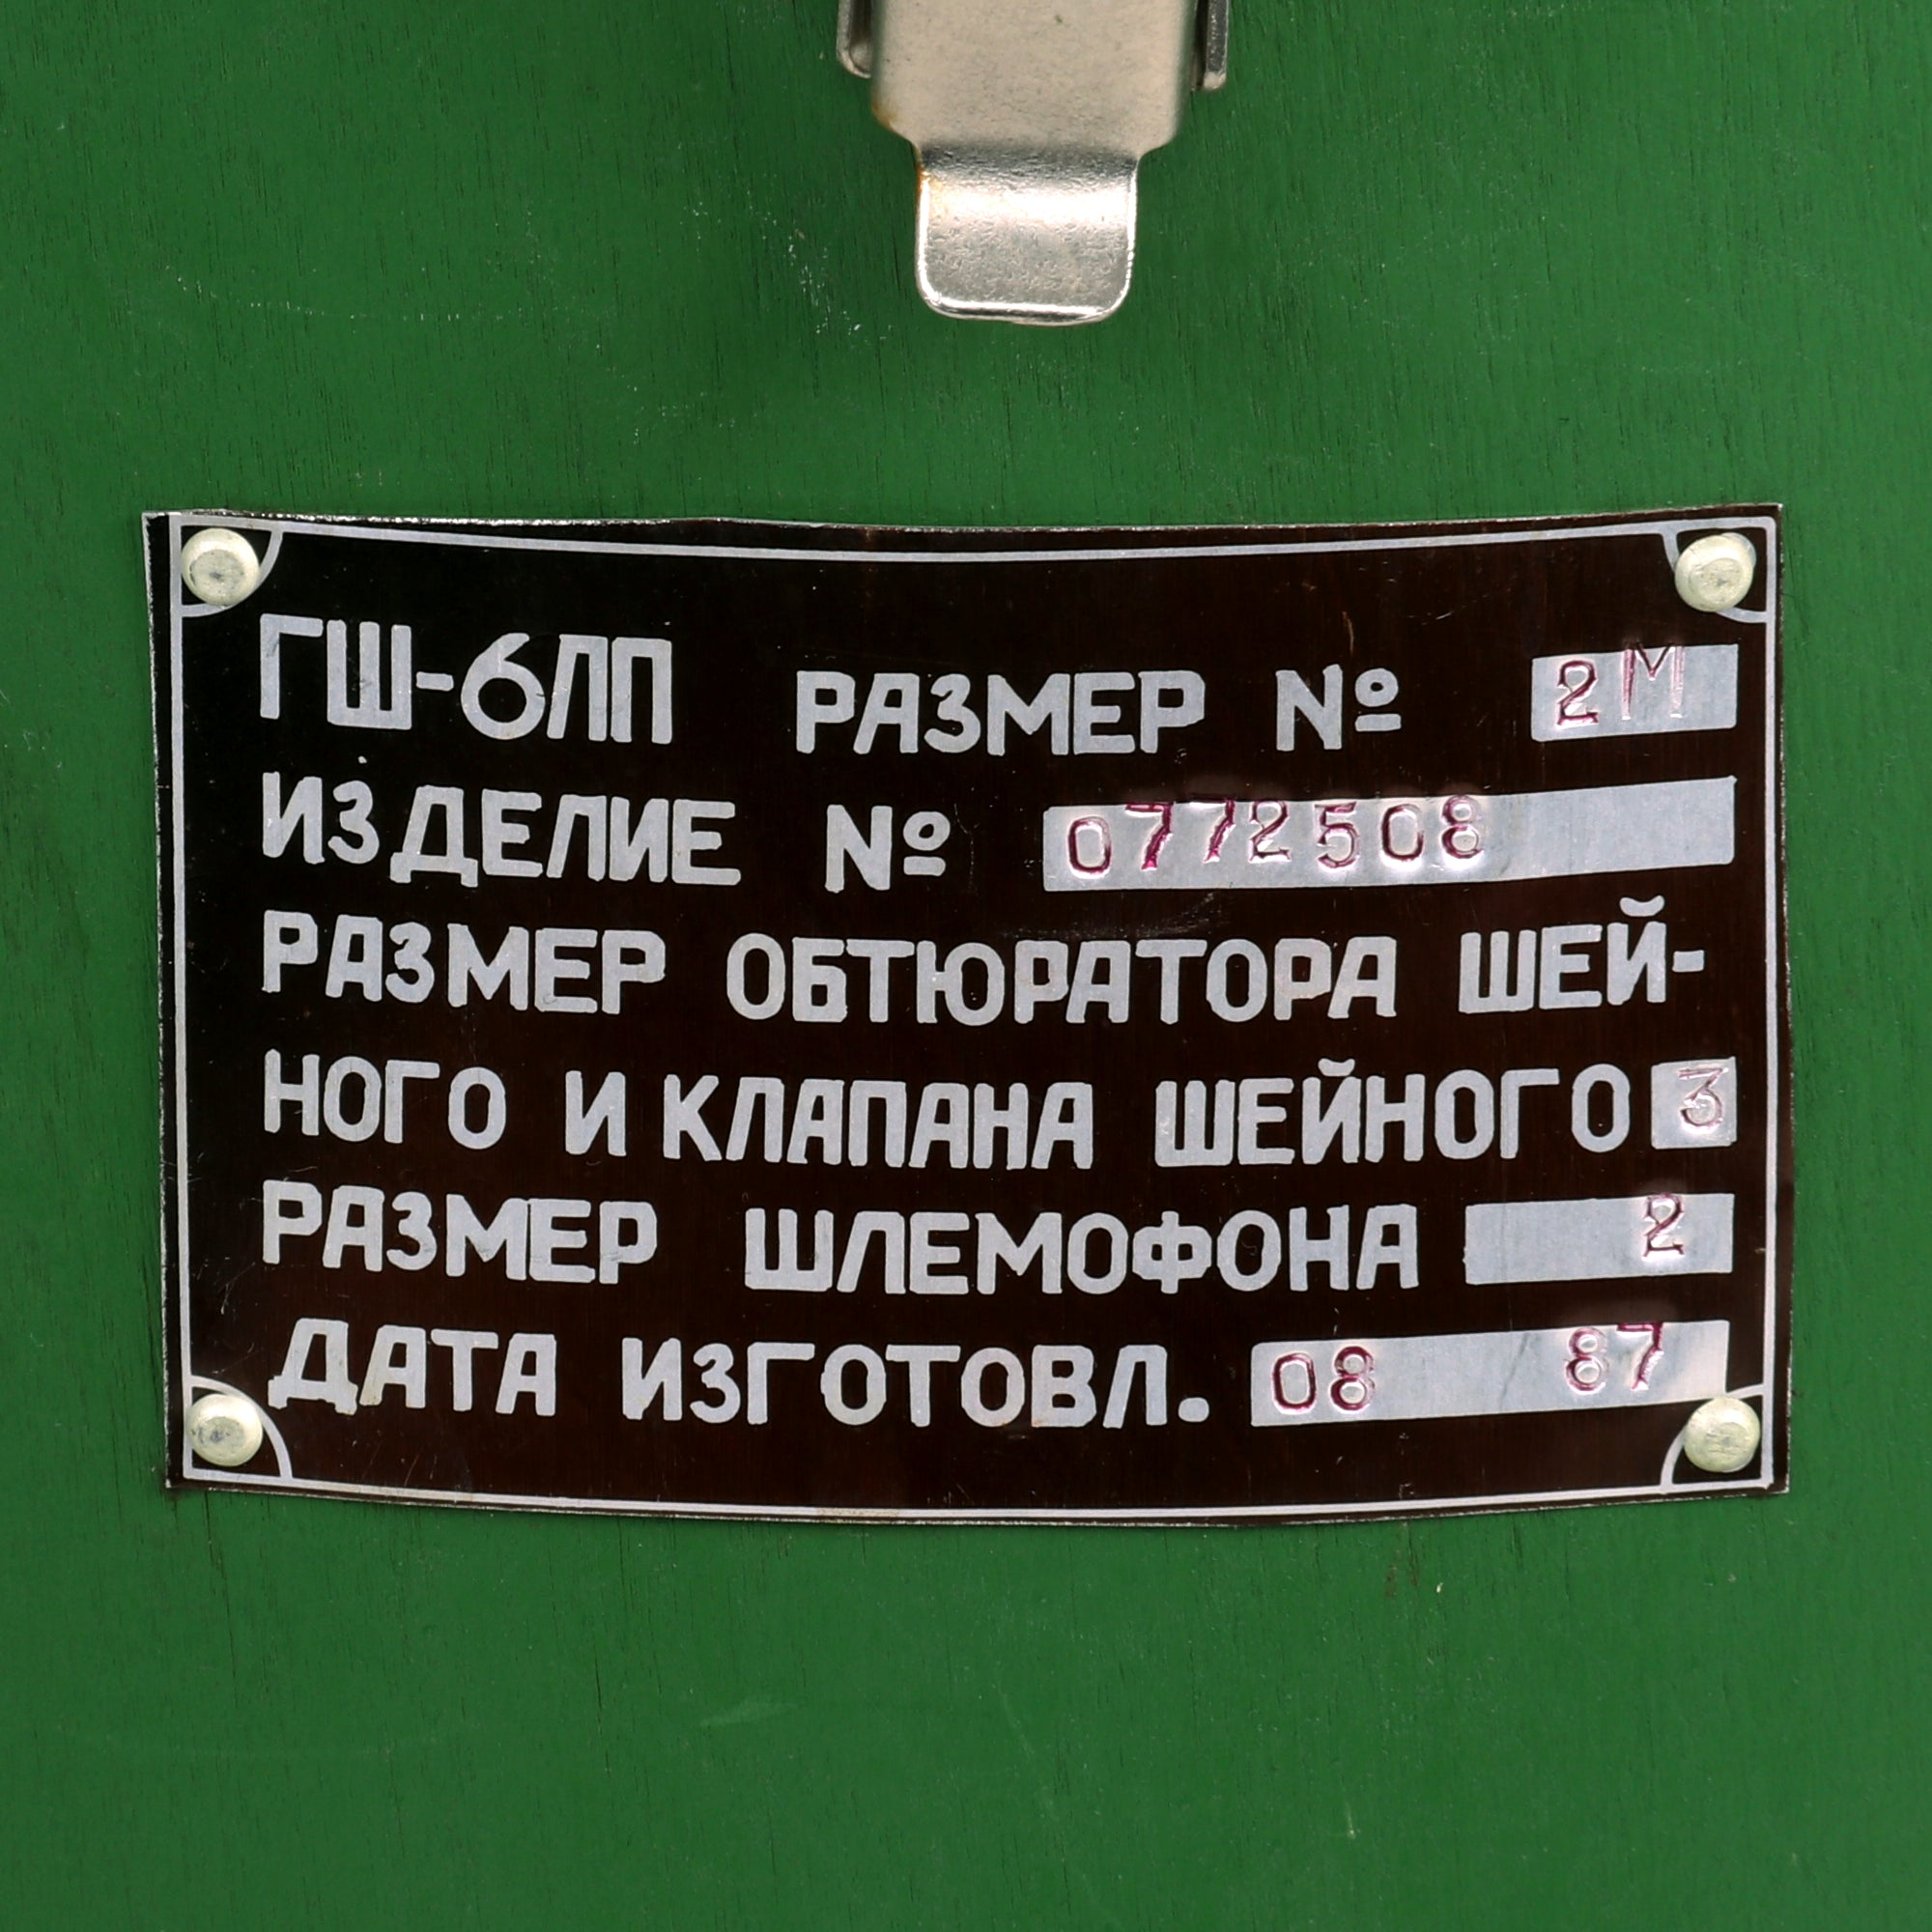 ГШ-6ЛП РАЗМЕР № 2М
ИЗДЕЛИЕ № 0772508
РАЗМЕР ОБТЮРАТОРА ШЕЙ-
НОГО И КЛАПАНА ШЕЙНОГО 3
РАЗМЕР ШЛЕМОФОНА 2
ДАТА ИЗГОТОВЛ. 08 87